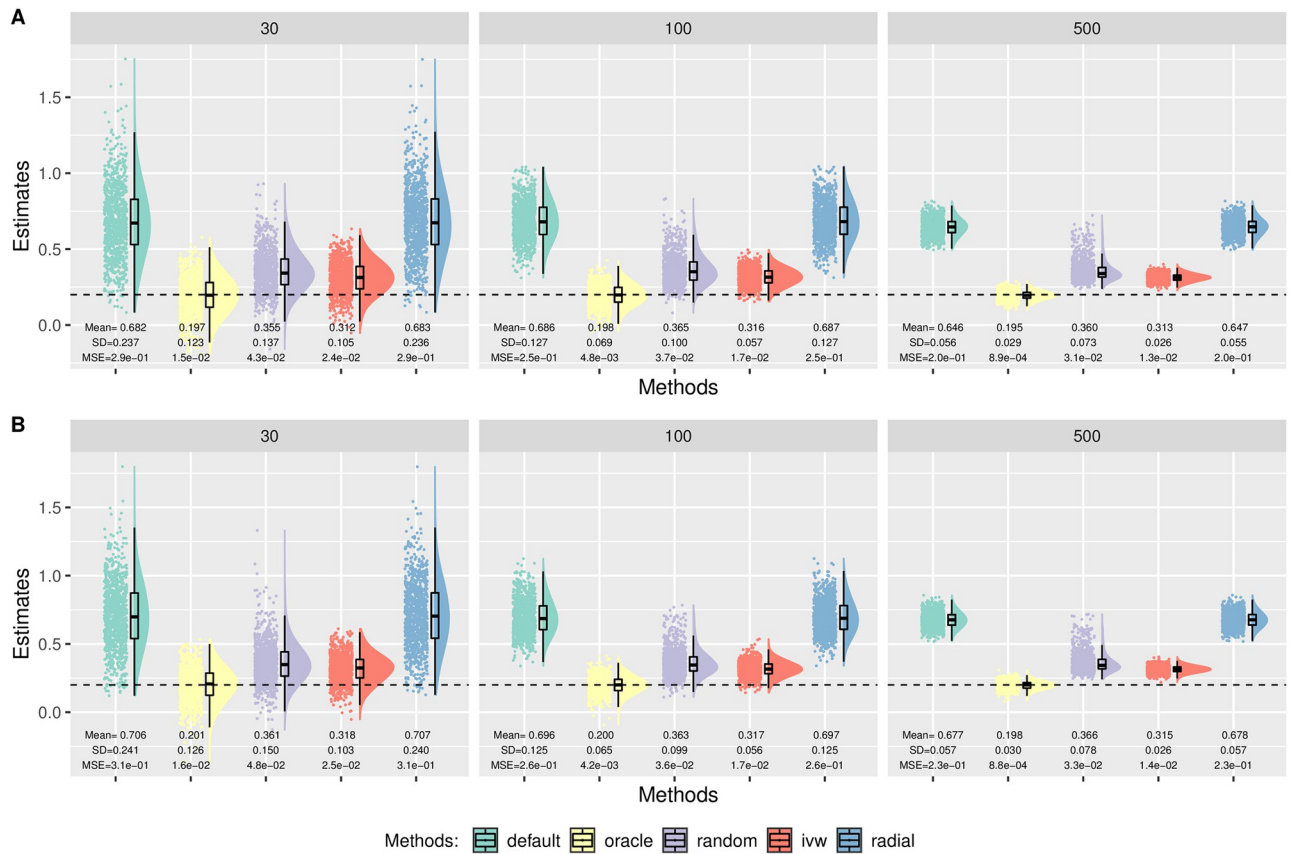 A
30 100 500
1.5
1.0
0.5
0.0
Estimates
Mean= 0.682 0.197 0.355 0.312 0.683 Mean= 0.686 0.198 0.365 0.316 0.687 Mean= 0.646 0.195 0.360 0.313 0.647
SD=0.237 0.123 0.137 0.105 0.236 SD=0.127 0.069 0.100 0.057 0.127 SD=0.056 0.029 0.073 0.026 0.055
MSE=2.9e−01 1.5e−02 4.3e−02 2.4e−02 2.9e−01 MSE=2.5e−01 4.8e−03 3.7e−02 1.7e−02 2.5e−01 MSE=2.0e−01 8.9e−04 3.1e−02 1.3e−02 2.0e−01
Methods
B
30 100 500
1.5
1.0
0.5
0.0
Estimates
Mean= 0.706 0.201 0.361 0.318 0.707 Mean= 0.696 0.200 0.363 0.317 0.697 Mean= 0.677 0.198 0.366 0.315 0.678
SD=0.241 0.126 0.150 0.103 0.240 SD=0.125 0.065 0.099 0.056 0.125 SD=0.057 0.030 0.078 0.026 0.057
MSE=3.1e−01 1.6e−02 4.8e−02 2.5e−02 3.1e−01 MSE=2.6e−01 4.2e−03 3.6e−02 1.7e−02 2.6e−01 MSE=2.3e−01 8.8e−04 3.3e−02 1.4e−02 2.3e−01
Methods
Methods: default oracle random ivw radial